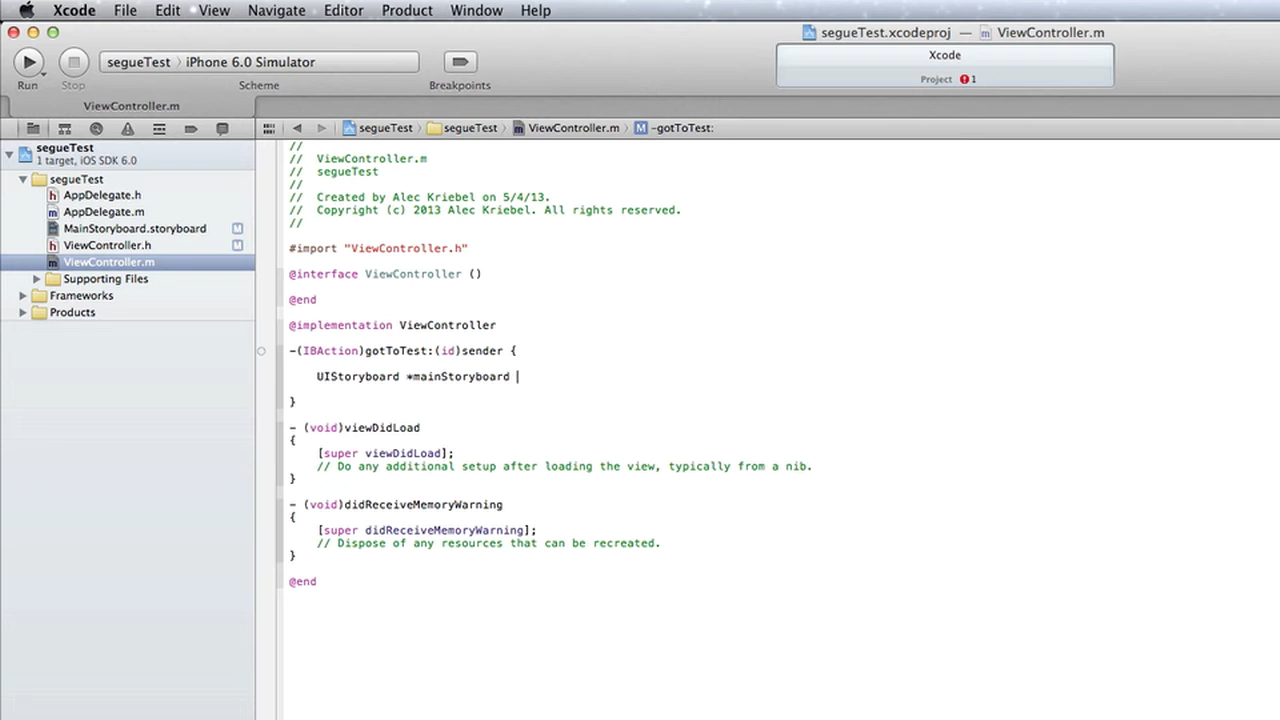 Xcode File Edit View Navigate Editor Product Window Help
segueTest.xcodeproj — ViewController.m
segueTest › iPhone 6.0 Simulator
Xcode
Project 1
Run Stop Scheme Breakpoints
ViewController.m
segueTest › segueTest › ViewController.m › M -gotToTest:
segueTest
1 target, iOS SDK 6.0
segueTest
h AppDelegate.h
m AppDelegate.m
MainStoryboard.storyboard M
h ViewController.h M
m ViewController.m
Supporting Files
Frameworks
Products
//
// ViewController.m
// segueTest
//
// Created by Alec Kriebel on 5/4/13.
// Copyright (c) 2013 Alec Kriebel. All rights reserved.
//
#import "ViewController.h"
@interface ViewController ()
@end
@implementation ViewController
-(IBAction)gotToTest:(id)sender {
UIStoryboard *mainStoryboard
}
- (void)viewDidLoad
{
[super viewDidLoad];
// Do any additional setup after loading the view, typically from a nib.
}
- (void)didReceiveMemoryWarning
{
[super didReceiveMemoryWarning];
// Dispose of any resources that can be recreated.
}
@end